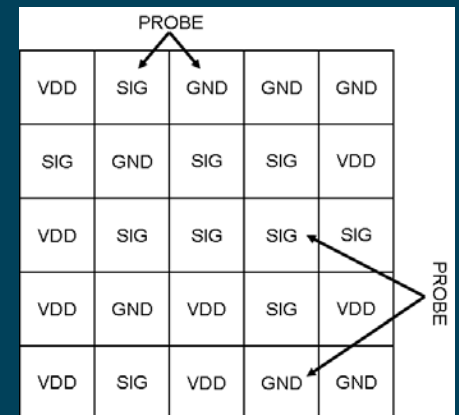 PROBE
VDD SIG GND GND GND
SIG GND SIG SIG VDD
VDD SIG SIG SIG SIG
VDD GND VDD SIG VDD
VDD SIG VDD GND GND
PROBE